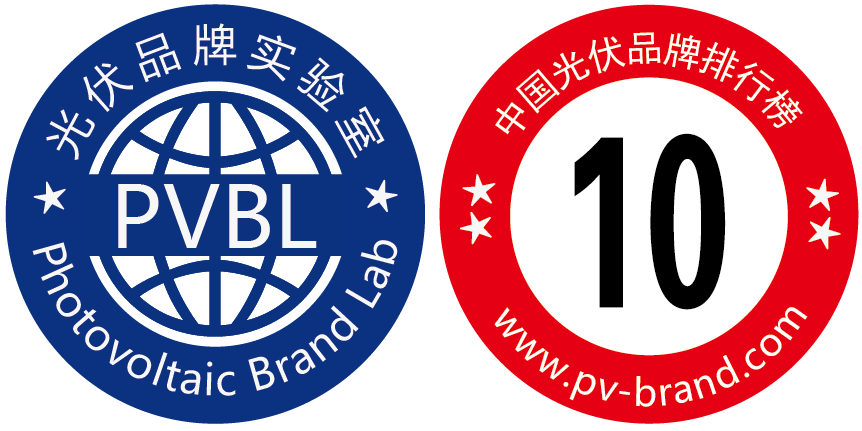 光伏品牌实验室
PVBL
Photovoltaic Brand Lab
中国光伏品牌排行榜
10
www.pv-brand.com